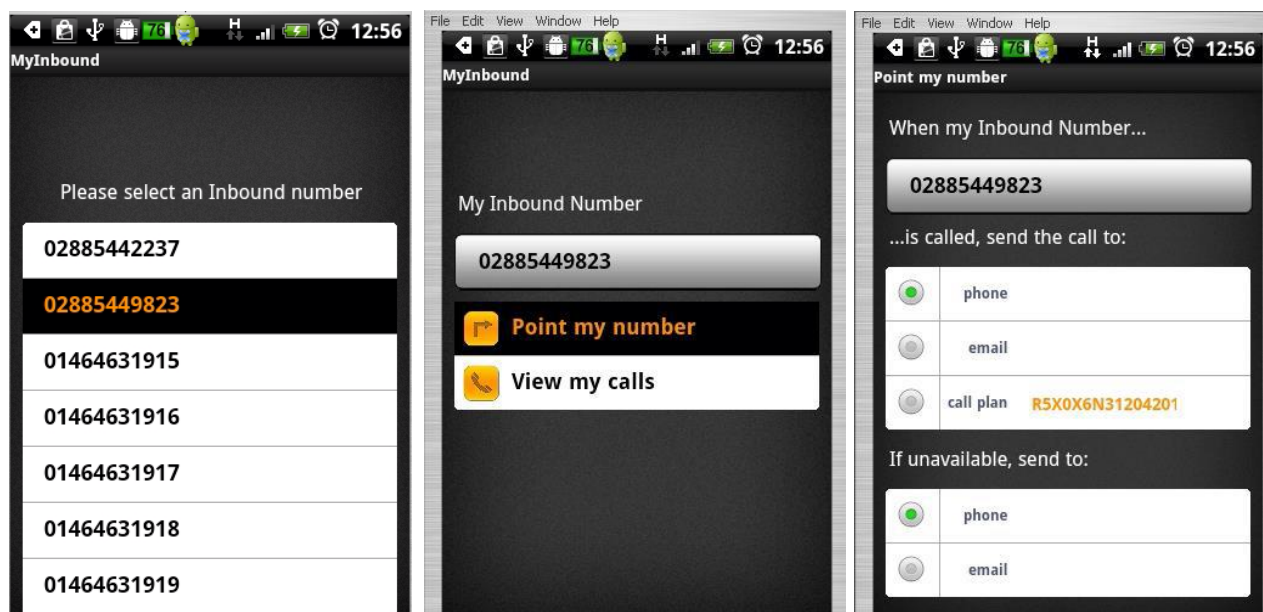 76 H 12:56
MyInbound
Please select an Inbound number
02885442237
02885449823
01464631915
01464631916
01464631917
01464631918
01464631919
File Edit View Window Help
76 H 12:56
MyInbound
My Inbound Number
02885449823
Point my number
View my calls
File Edit View Window Help
76 H 12:56
Point my number
When my Inbound Number...
02885449823
...is called, send the call to:
phone
email
call plan R5X0X6N31204201
If unavailable, send to:
phone
email